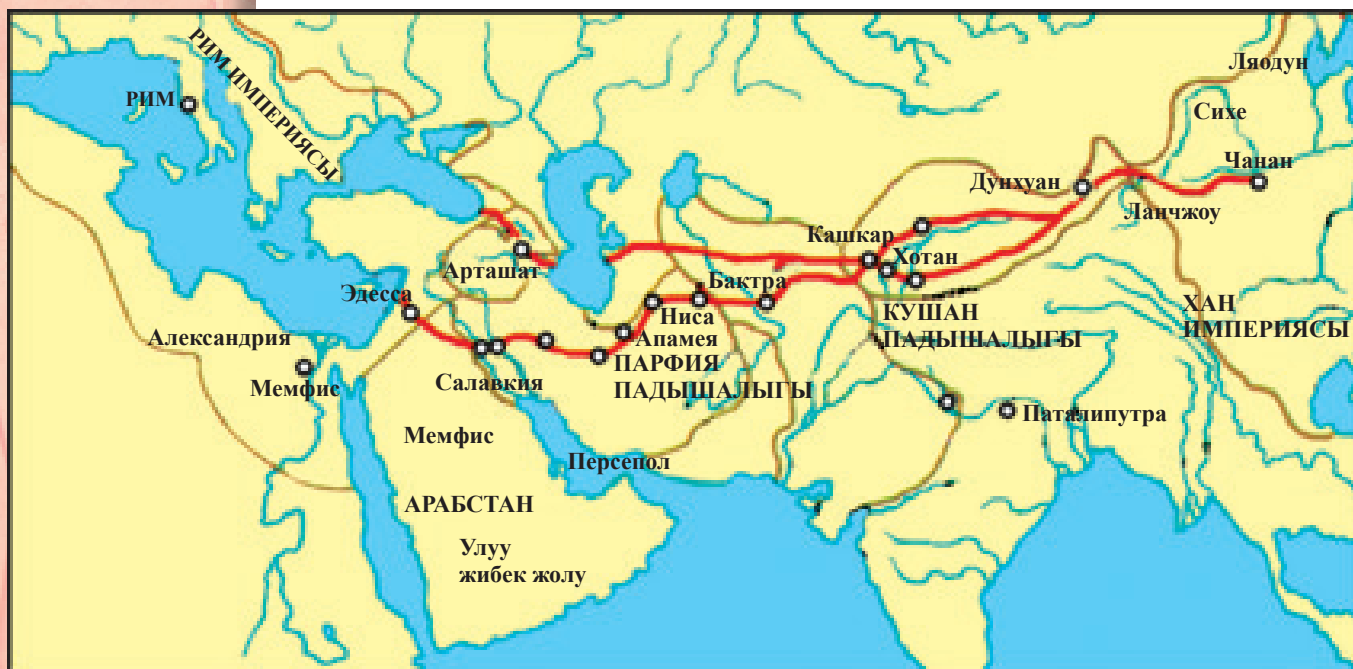 РИМ ИМПЕРИЯСЫ
РИМ
Ляодун
Сихе
Чанан
Дунхуан
Ланчжоу
Кашкар
Хотан
Арташат
Эдесса
Бактра
Ниса
КУШАН
ПАДЫШАЛЫГЫ
ХАН
ИМПЕРИЯСЫ
Александрия
Мемфис
Апамея
ПАРФИЯ
ПАДЫШАЛЫГЫ
Салавкия
Паталипутра
Мемфис
Персепол
АРАБСТАН
Улуу
жибек жолу